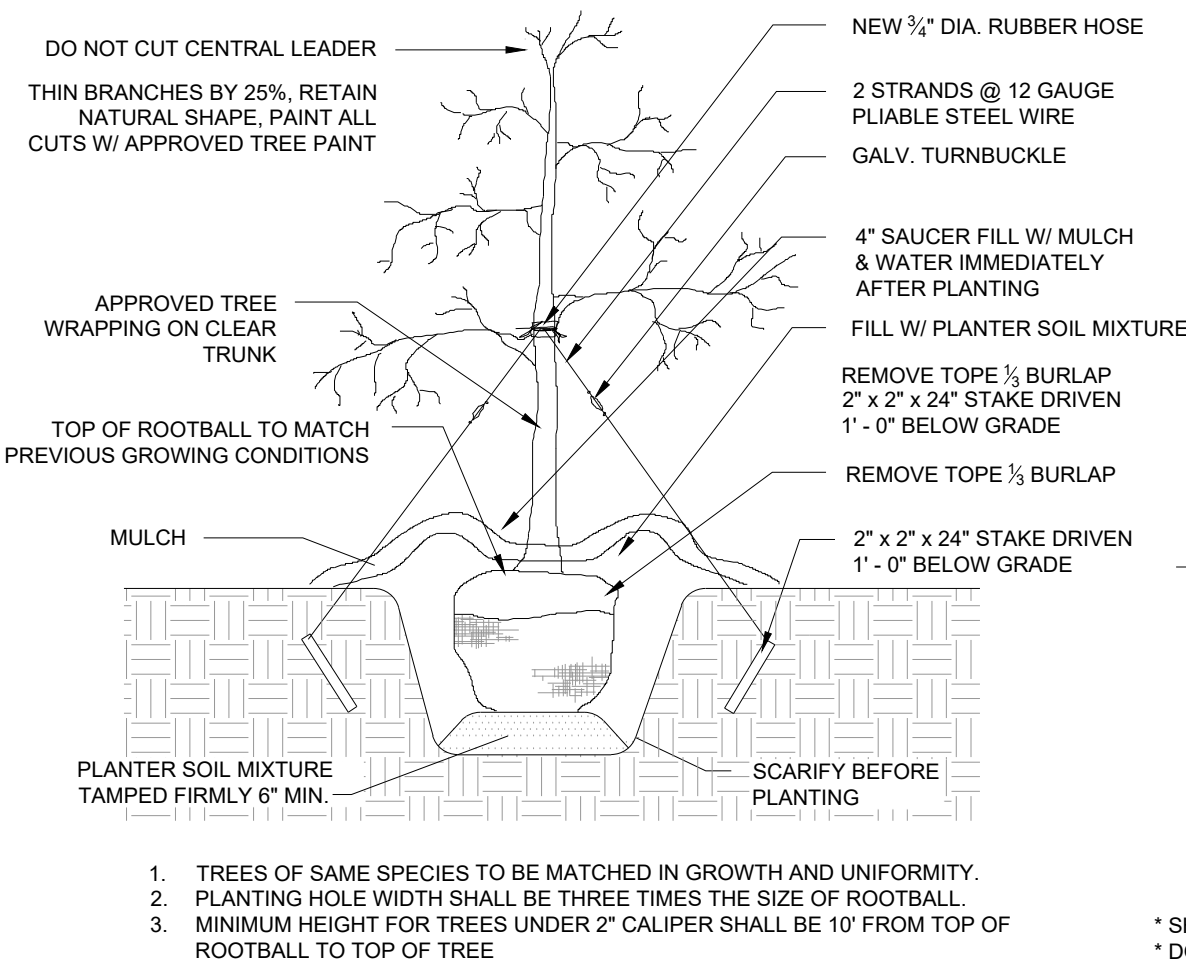 DO NOT CUT CENTRAL LEADER
THIN BRANCHES BY 25%, RETAIN
NATURAL SHAPE, PAINT ALL
CUTS W/ APPROVED TREE PAINT
APPROVED TREE
WRAPPING ON CLEAR
TRUNK
TOP OF ROOTBALL TO MATCH
PREVIOUS GROWING CONDITIONS
MULCH
PLANTER SOIL MIXTURE
TAMPED FIRMLY 6" MIN.
NEW 3/4" DIA. RUBBER HOSE
2 STRANDS @ 12 GAUGE
PLIABLE STEEL WIRE
GALV. TURNBUCKLE
4" SAUCER FILL W/ MULCH
& WATER IMMEDIATELY
AFTER PLANTING
FILL W/ PLANTER SOIL MIXTURE
REMOVE TOPE 1/3 BURLAP
2" x 2" x 24" STAKE DRIVEN
1' - 0" BELOW GRADE
REMOVE TOPE 1/3 BURLAP
2" x 2" x 24" STAKE DRIVEN
1' - 0" BELOW GRADE
SCARIFY BEFORE
PLANTING
1. TREES OF SAME SPECIES TO BE MATCHED IN GROWTH AND UNIFORMITY.
2. PLANTING HOLE WIDTH SHALL BE THREE TIMES THE SIZE OF ROOTBALL.
3. MINIMUM HEIGHT FOR TREES UNDER 2" CALIPER SHALL BE 10' FROM TOP OF
ROOTBALL TO TOP OF TREE